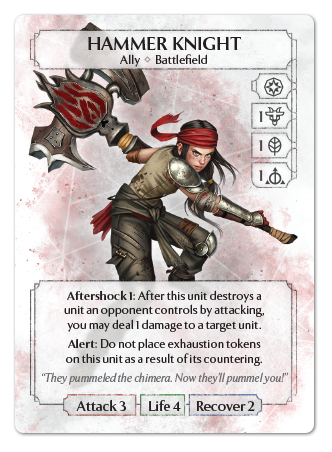 HAMMER KNIGHT
Ally ◇ Battlefield
1
1
1
Aftershock 1: After this unit destroys a
unit an opponent controls by attacking,
you may deal 1 damage to a target unit.
Alert: Do not place exhaustion tokens
on this unit as a result of its countering.
"They pummeled the chimera. Now they'll pummel you!"
Attack 3 Life 4 Recover 2